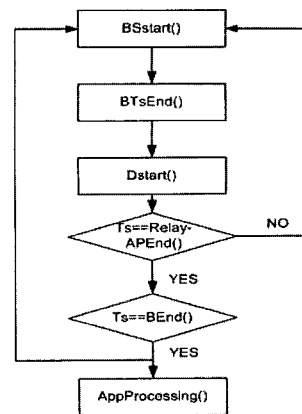 BSstart()
BTsEnd()
Dstart()
Ts==Relay-
APEnd()
NO
YES
Ts==BEnd()
YES
AppProcessing()